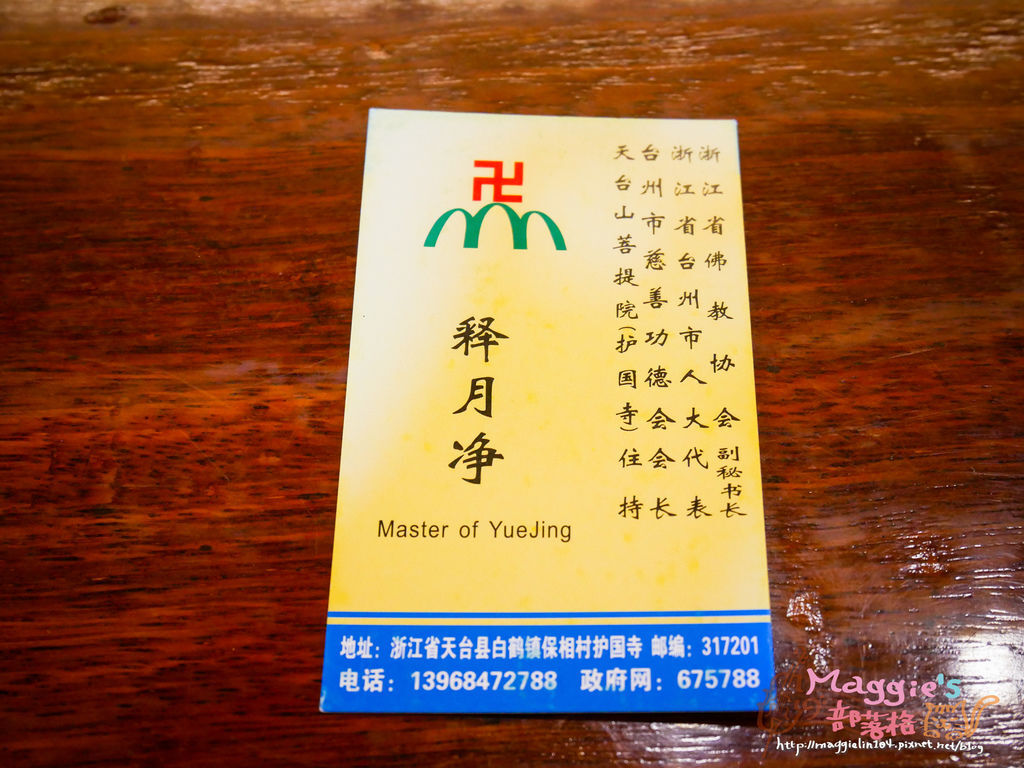 浙江省佛教协会副秘书长
浙江省台州市人大代表
台州市慈善功德会会长
天台山菩提院(护国寺)住持
卍
释月净
Master of YueJing
地址：浙江省天台县白鹤镇保相村护国寺 邮编：317201
电话：13968472788 政府网：675788
Maggie's
部落格
http://maggielin104.pixnet.net/blog